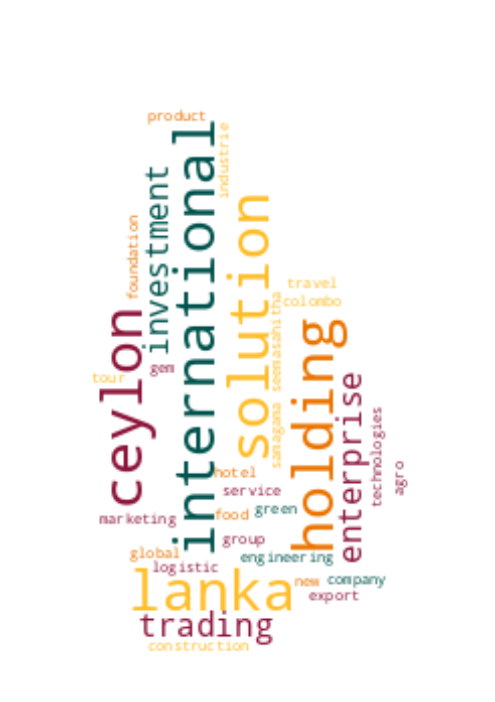 product
industrie
international
investment
foundation
solution
travel
colombo
samagama seemasahitha
ceylon
holding
gem
tour
enterprise
technologies
agro
hotel
service
marketing
food
green
group
global
engineering
logistic
lanka
new
company
export
trading
construction